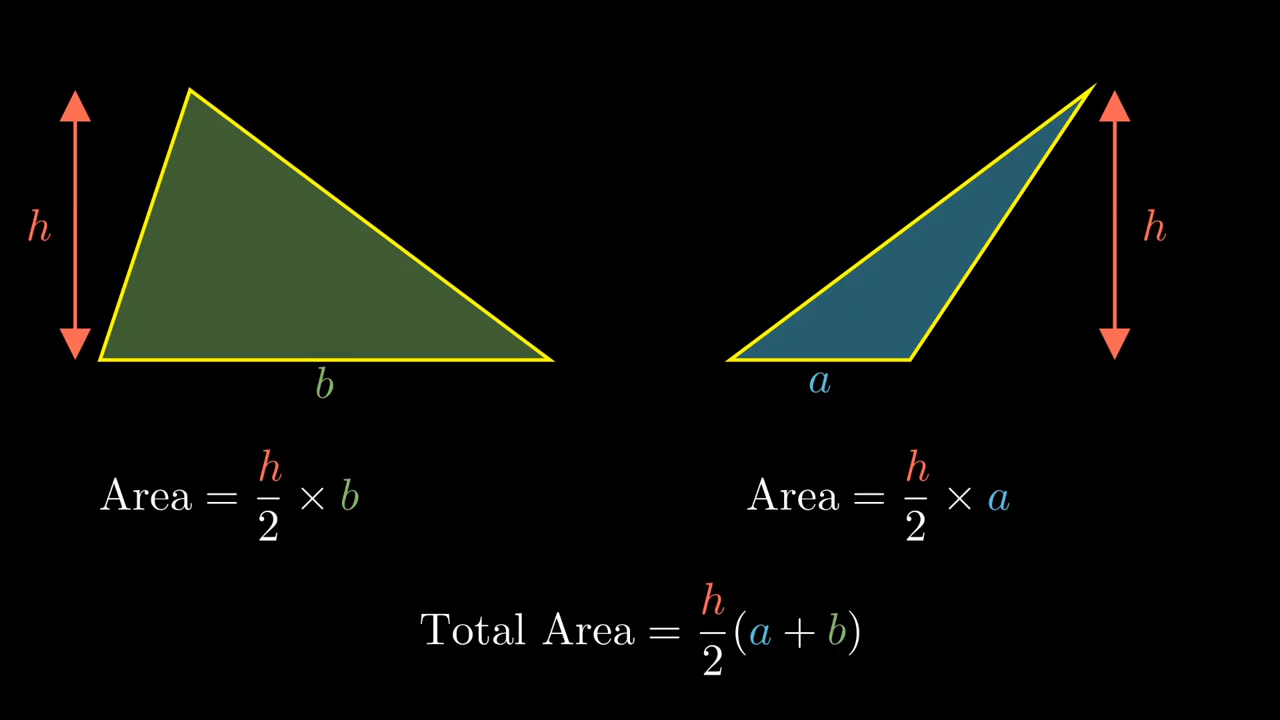 h
h
b
a
Area = h/2 × b
Area = h/2 × a
Total Area = h/2 (a + b)